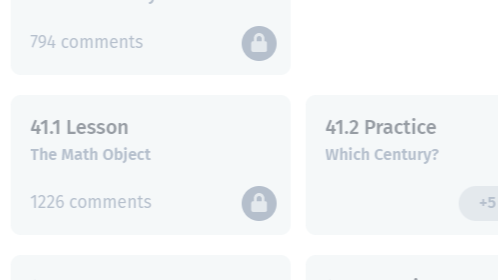 794 comments
41.1 Lesson
The Math Object
1226 comments
41.2 Practice
Which Century?
+5